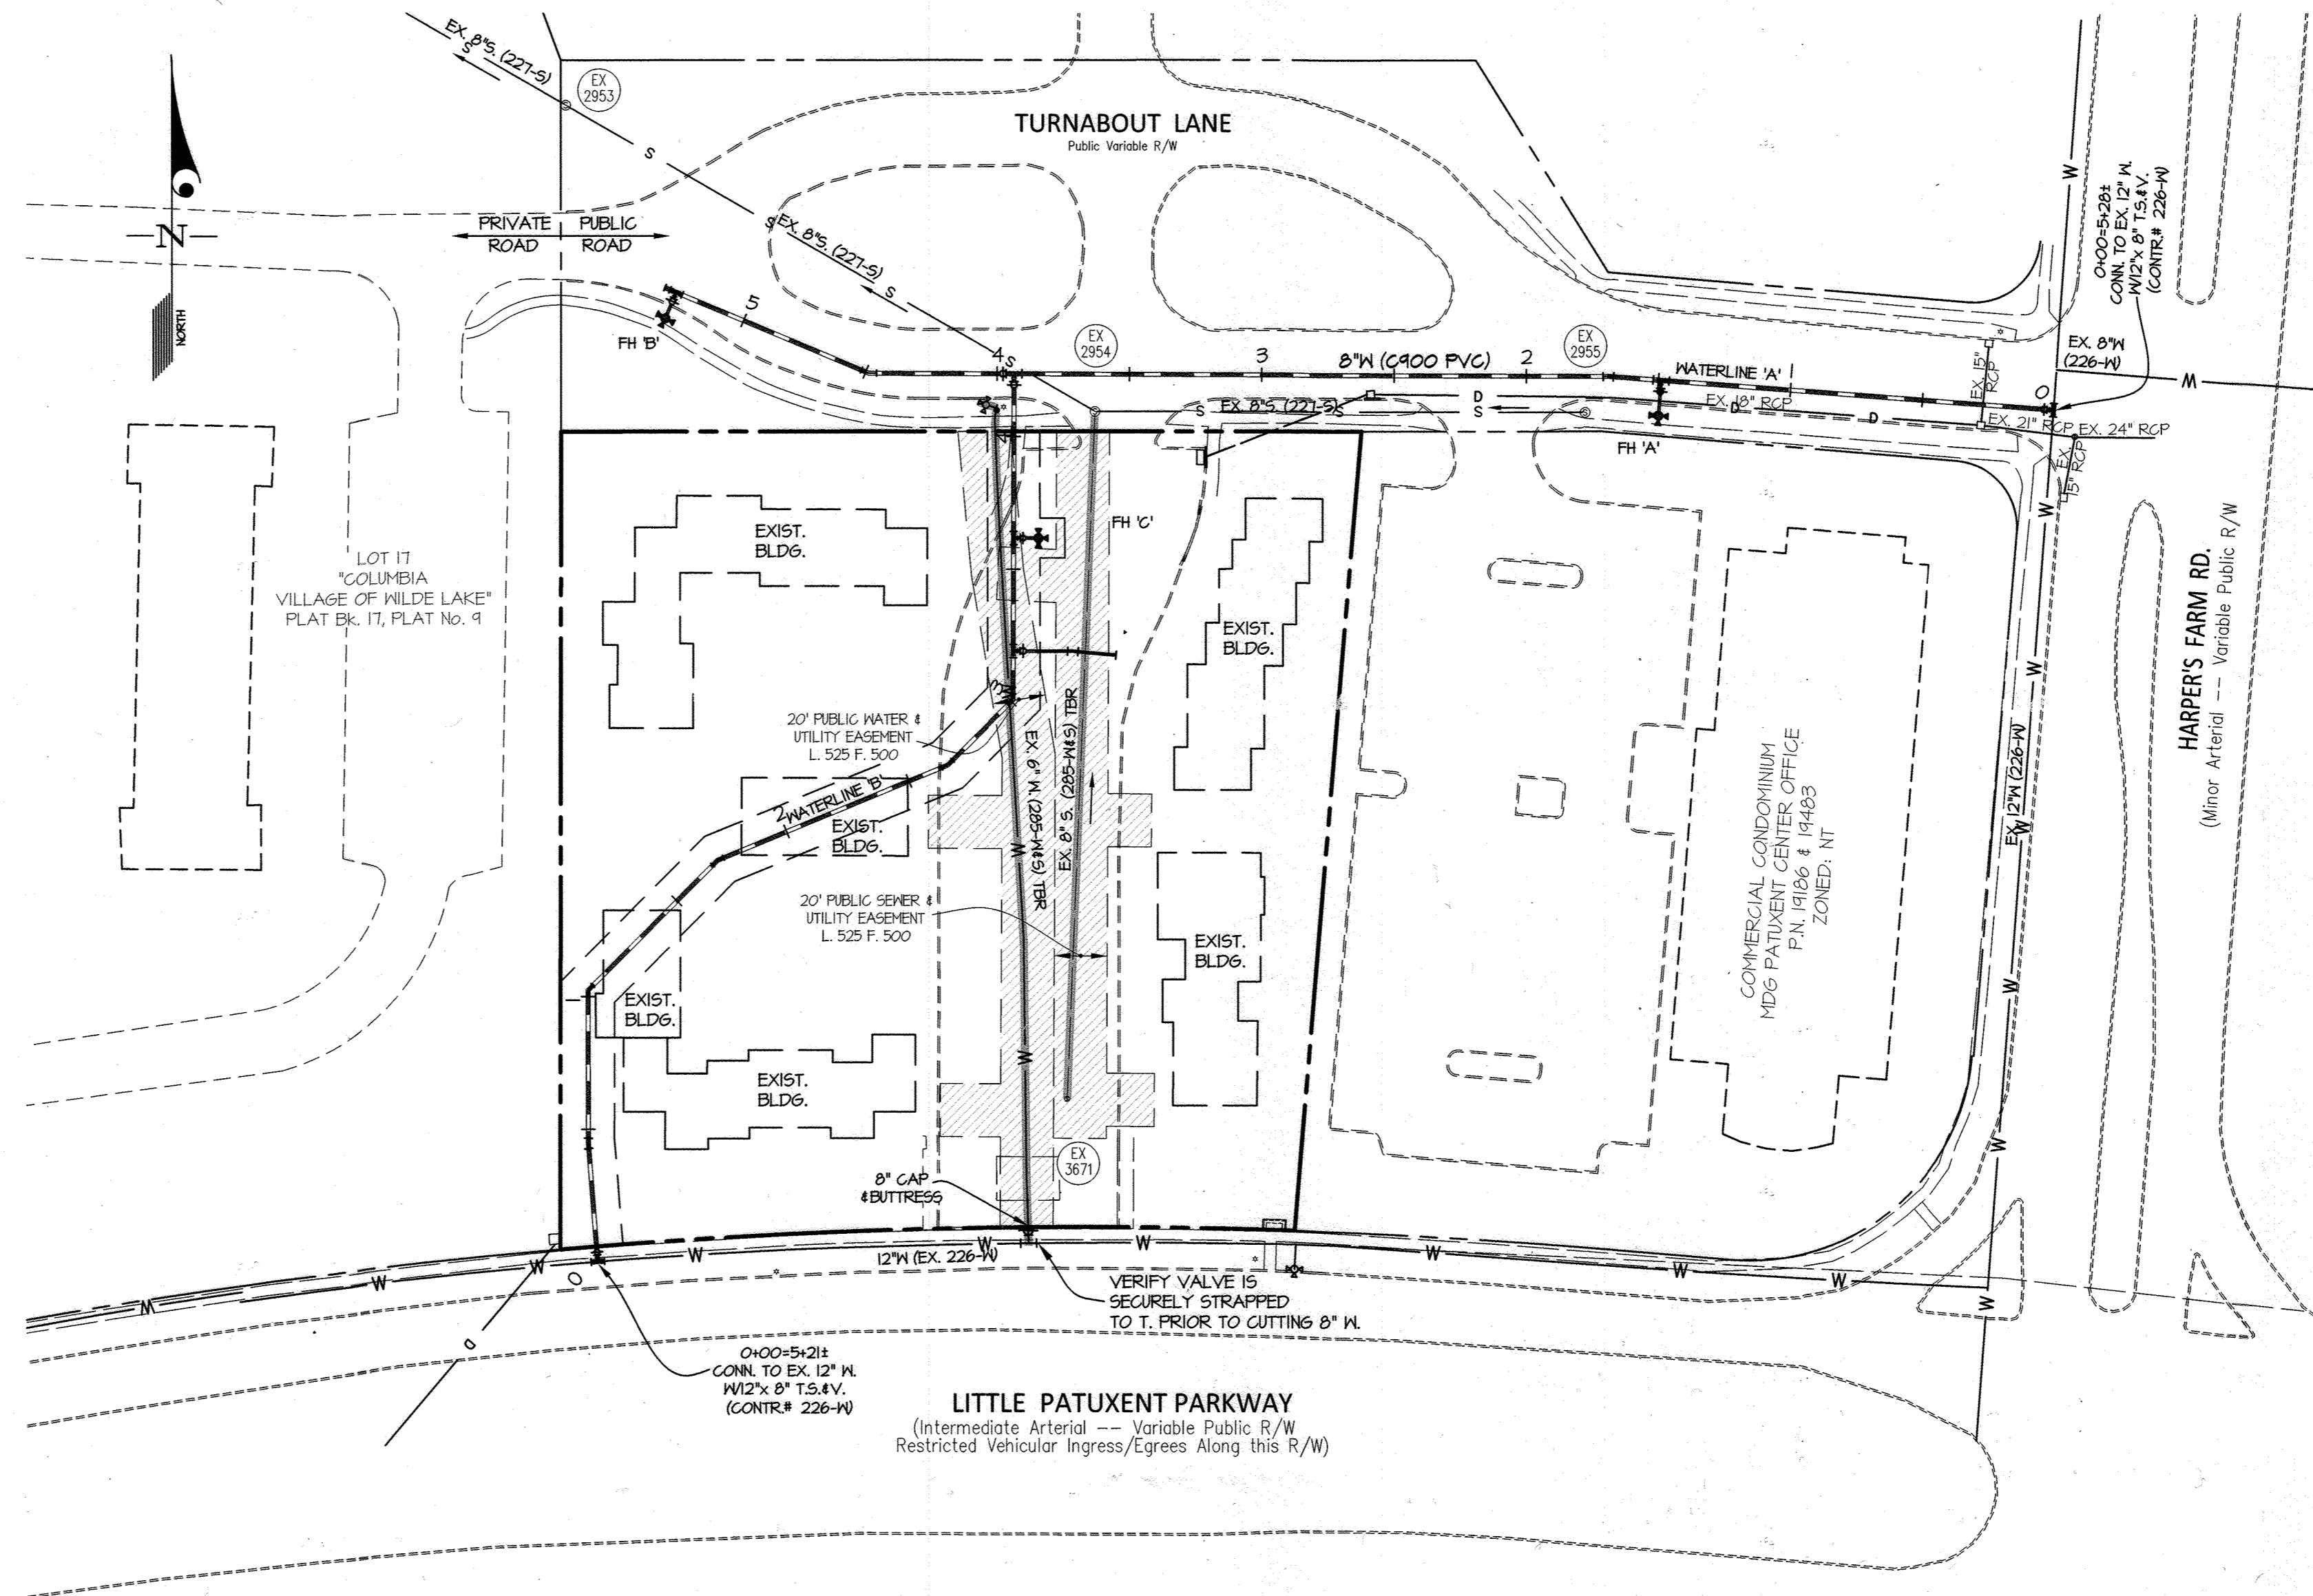 EX. 8"S. (227-S)
S
EX
2953
S
TURNABOUT LANE
Public Variable R/W
N
NORTH
PRIVATE
ROAD
PUBLIC
ROAD
S
EX. 8"S. (227-S)
S
W
0+00=5+28±
CONN. TO EX. 12" W.
W/12"x 8" T.S.&V.
(CONTR.# 226-W)
5
FH 'B'
4
S
EX
2954
3
8"W (C900 PVC)
2
EX
2955
WATERLINE 'A'
1
EX. 15"
RCP
0
EX. 8"W
(226-W)
W
S
EX. 8"S. (227-S)
S
D
S
EX. 18" RCP
D
D
EX. 21" RCP
EX. 24" RCP
EX.
15"
RCP
4
FH 'A'
W
FH 'C'
EXIST.
BLDG.
LOT 17
"COLUMBIA
VILLAGE OF WILDE LAKE"
PLAT Bk. 17, PLAT No. 9
EXIST.
BLDG.
W
HARPER'S FARM RD.
(Minor Arterial -- Variable Public R/W
3
W
20' PUBLIC WATER &
UTILITY EASEMENT
L. 525 F. 500
EX. 6" W. (285-W&S) TBR
EX. 8" S. (285-W&S) TBR
EX. 12"W (226-W)
W
2
WATERLINE 'B'
EXIST.
BLDG.
W
COMMERCIAL CONDOMINIUM
MDG PATUXENT CENTER OFFICE
P.N. 19186 & 19483
ZONED: NT
20' PUBLIC SEWER &
UTILITY EASEMENT
L. 525 F. 500
EXIST.
BLDG.
EXIST.
BLDG.
W
W
EXIST.
BLDG.
W
EX
3671
8" CAP
&BUTTRESS
W
W
W
W
12"W (EX. 226-W)
W
W
W
W
W
W
W
0
D
VERIFY VALVE IS
SECURELY STRAPPED
TO T. PRIOR TO CUTTING 8" W.
0+00=5+21±
CONN. TO EX. 12" W.
W/12"x 8" T.S.&V.
(CONTR.# 226-W)
LITTLE PATUXENT PARKWAY
(Intermediate Arterial -- Variable Public R/W
Restricted Vehicular Ingress/Egrees Along this R/W)